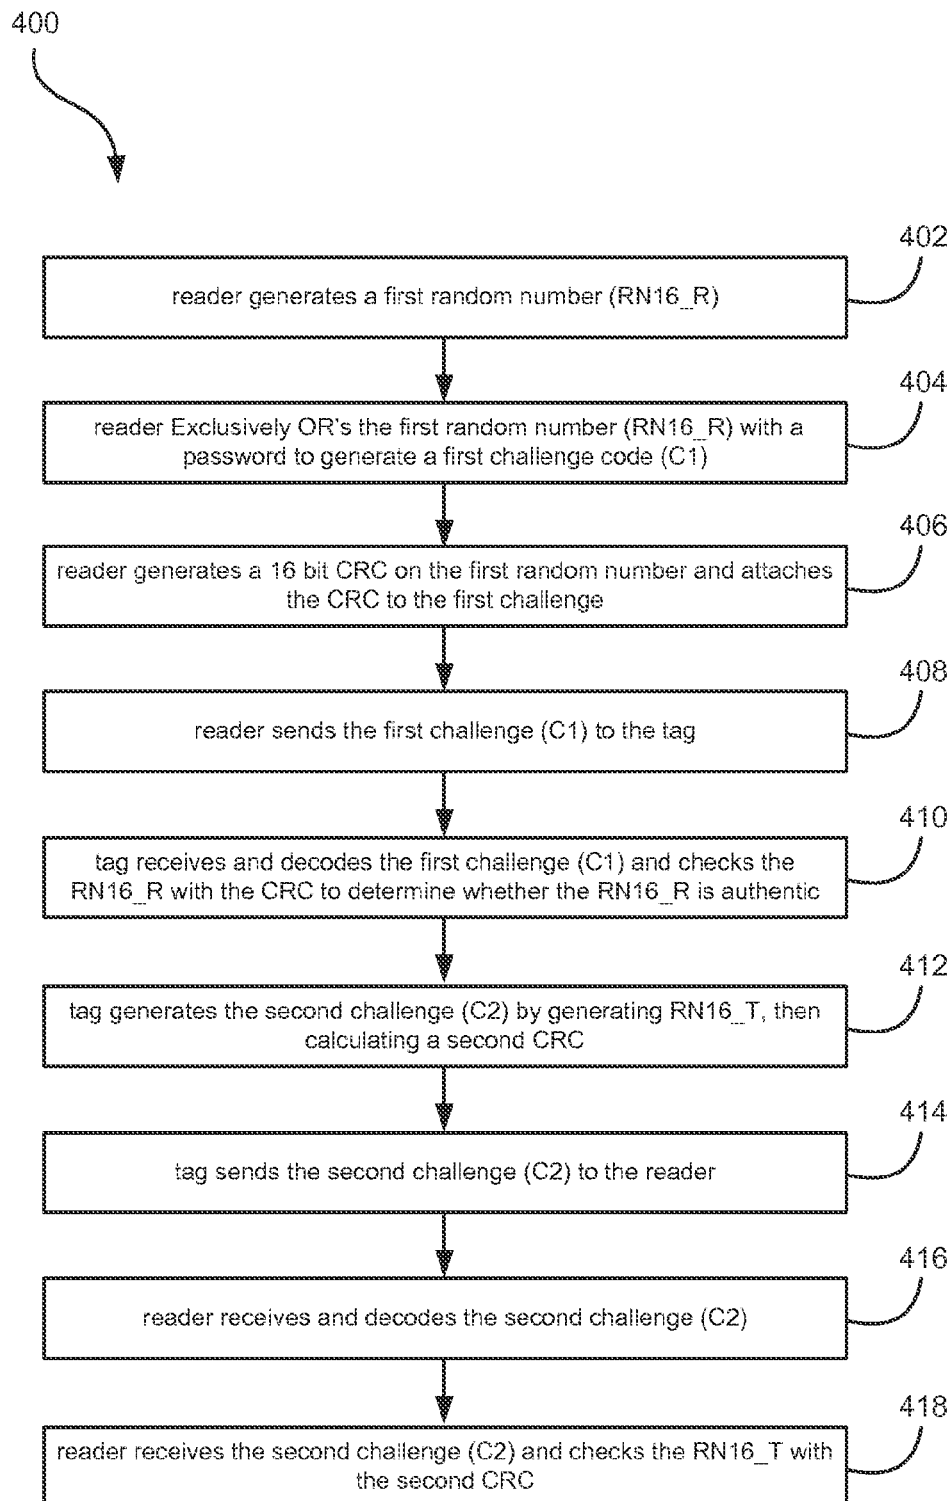 400
402
reader generates a first random number (RN16_R)
404
reader Exclusively OR's the first random number (RN16_R) with a
password to generate a first challenge code (C1)
406
reader generates a 16 bit CRC on the first random number and attaches
the CRC to the first challenge
408
reader sends the first challenge (C1) to the tag
410
tag receives and decodes the first challenge (C1) and checks the
RN16_R with the CRC to determine whether the RN16_R is authentic
412
tag generates the second challenge (C2) by generating RN16_T, then
calculating a second CRC
414
tag sends the second challenge (C2) to the reader
416
reader receives and decodes the second challenge (C2)
418
reader receives the second challenge (C2) and checks the RN16_T with
the second CRC